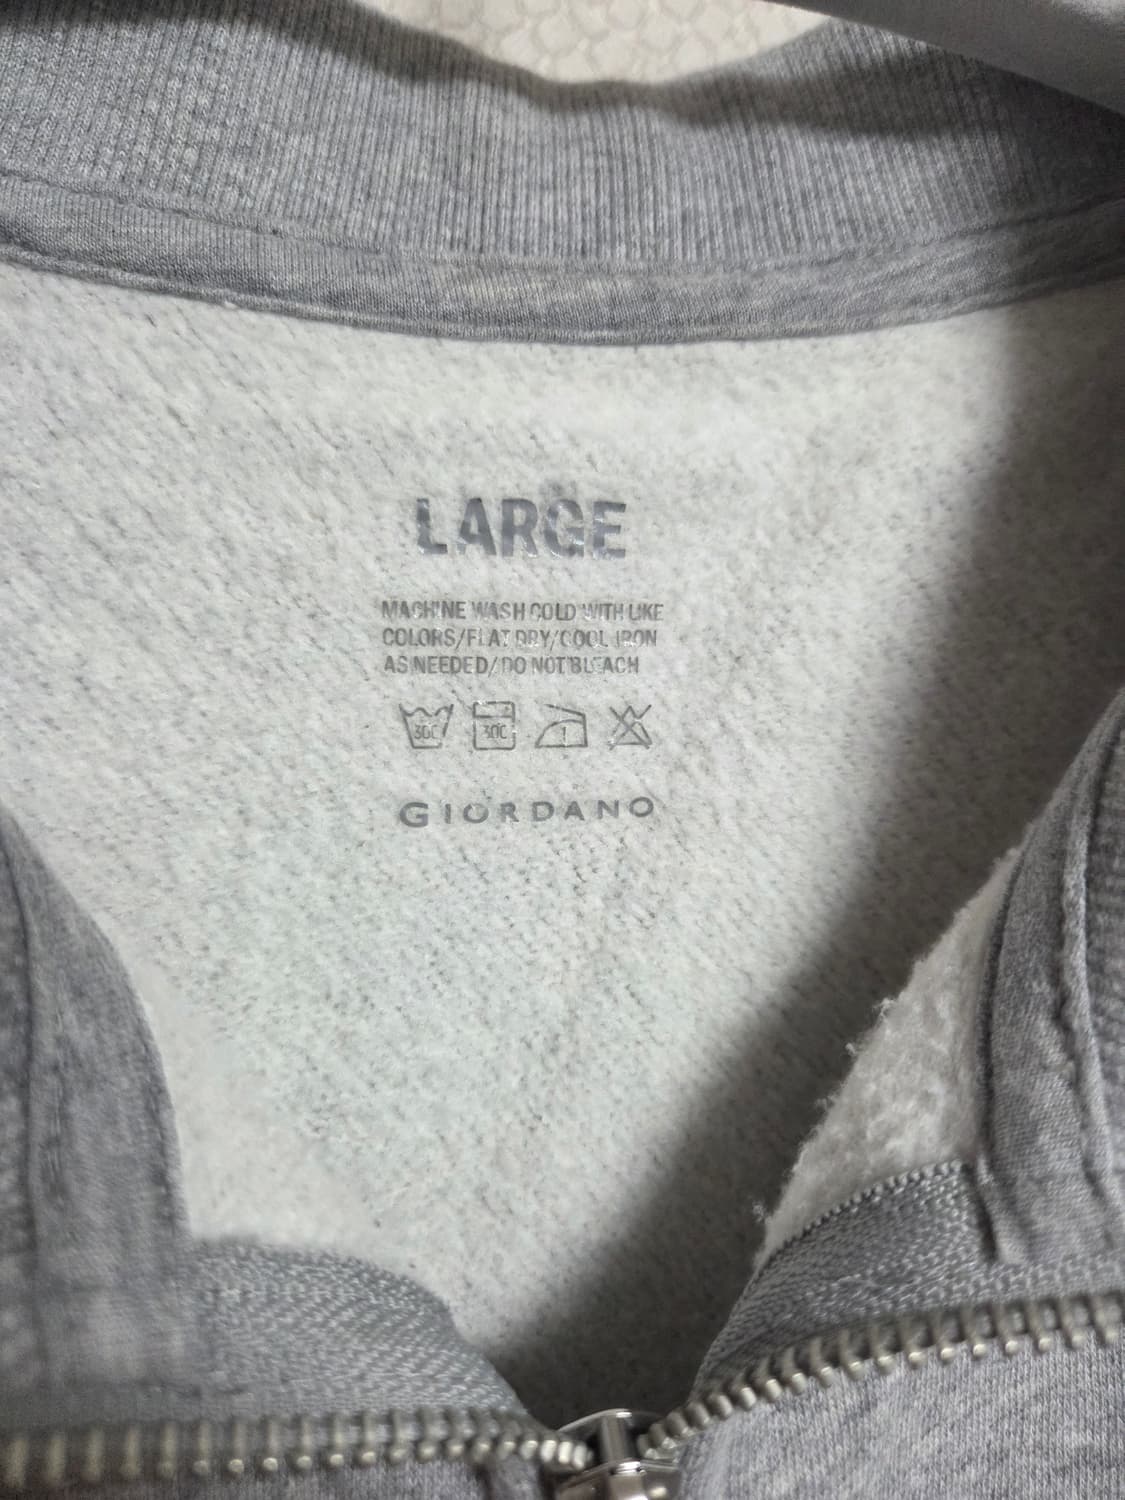 LARGE
MACHINE WASH COLD WITH LIKE
COLORS/FLAT DRY/COOL IRON
AS NEEDED/DO NOT BLEACH
30C 30C
GIORDANO